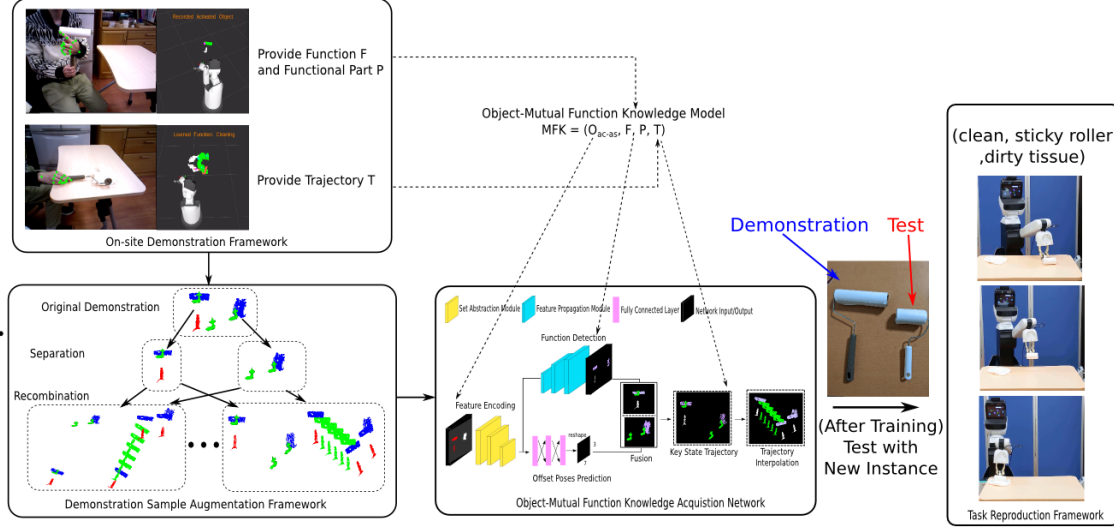 Recorded Activated Object
Provide Function F
and Functional Part P
Learned Function: Cleaning
Provide Trajectory T
On-site Demonstration Framework
Object-Mutual Function Knowledge Model
MFK = (Oac-as, F, P, T)
Original Demonstration
Separation
Recombination
Demonstration Sample Augmentation Framework
Set Abstraction Module
Feature Propagation Module
Fully Connected Layer
Network Input/Output
Function Detection
Feature Encoding
reshape
3
7
Offset Poses Prediction
Fusion
Key State Trajectory
Trajectory
Interpolation
Object-Mutual Function Knowledge Acquistion Network
Demonstration
Test
(After Training)
Test with
New Instance
(clean, sticky roller
,dirty tissue)
Task Reproduction Framework